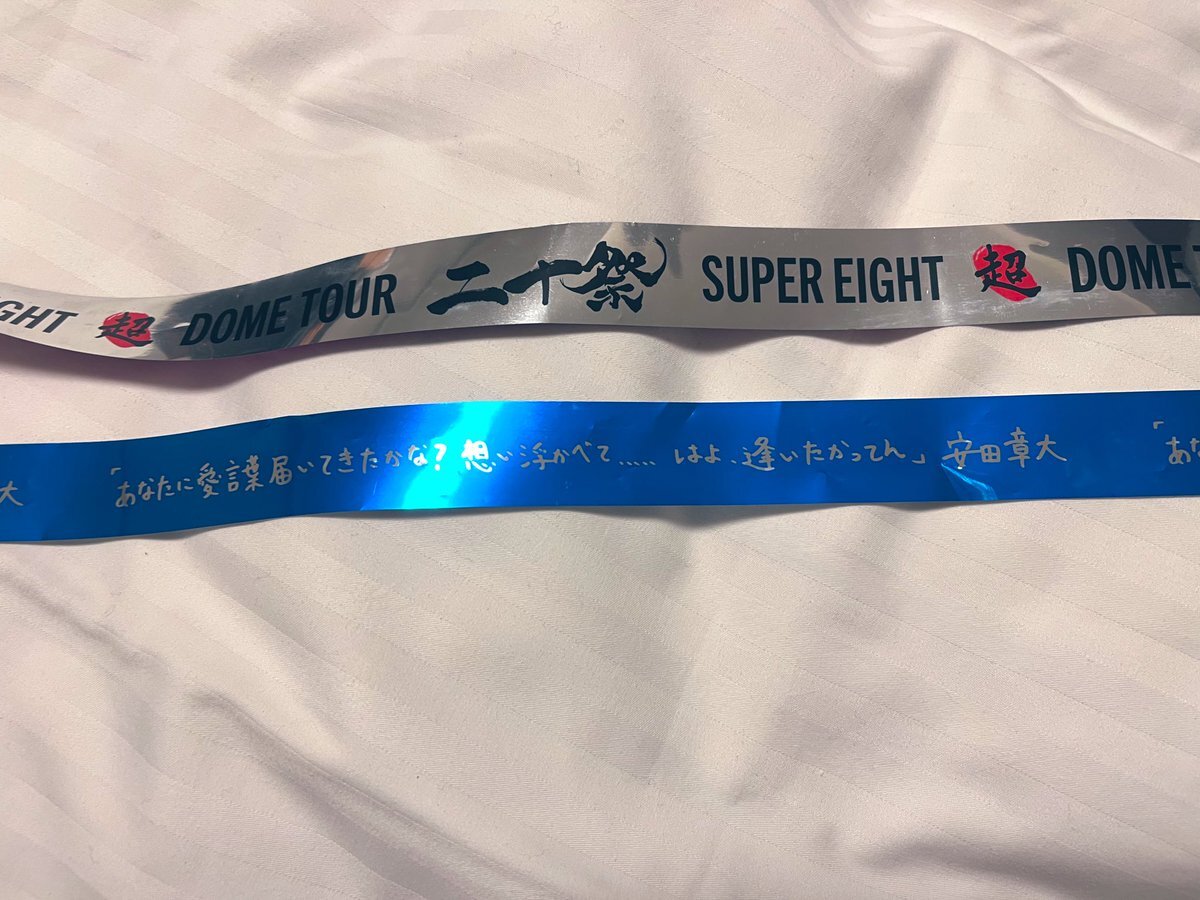 GHT 超 DOME TOUR 二十祭 SUPER EIGHT 超 DOME T
大 「あなたに愛言葉届いてきたかな？想い浮かべて..... はよ、逢いたかってん」 安田章大 「あな